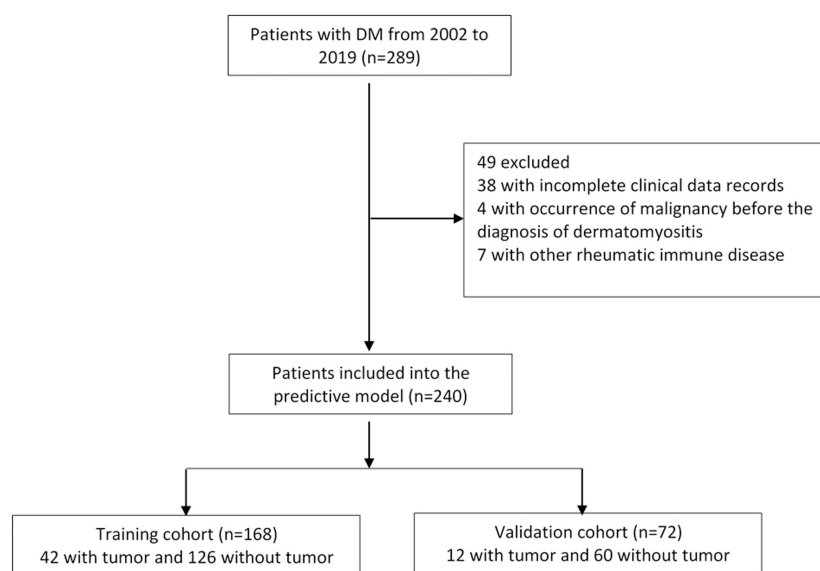 Patients with DM from 2002 to
2019 (n=289)
49 excluded
38 with incomplete clinical data records
4 with occurrence of malignancy before the
diagnosis of dermatomyositis
7 with other rheumatic immune disease
Patients included into the
predictive model (n=240)
Training cohort (n=168)
42 with tumor and 126 without tumor
Validation cohort (n=72)
12 with tumor and 60 without tumor